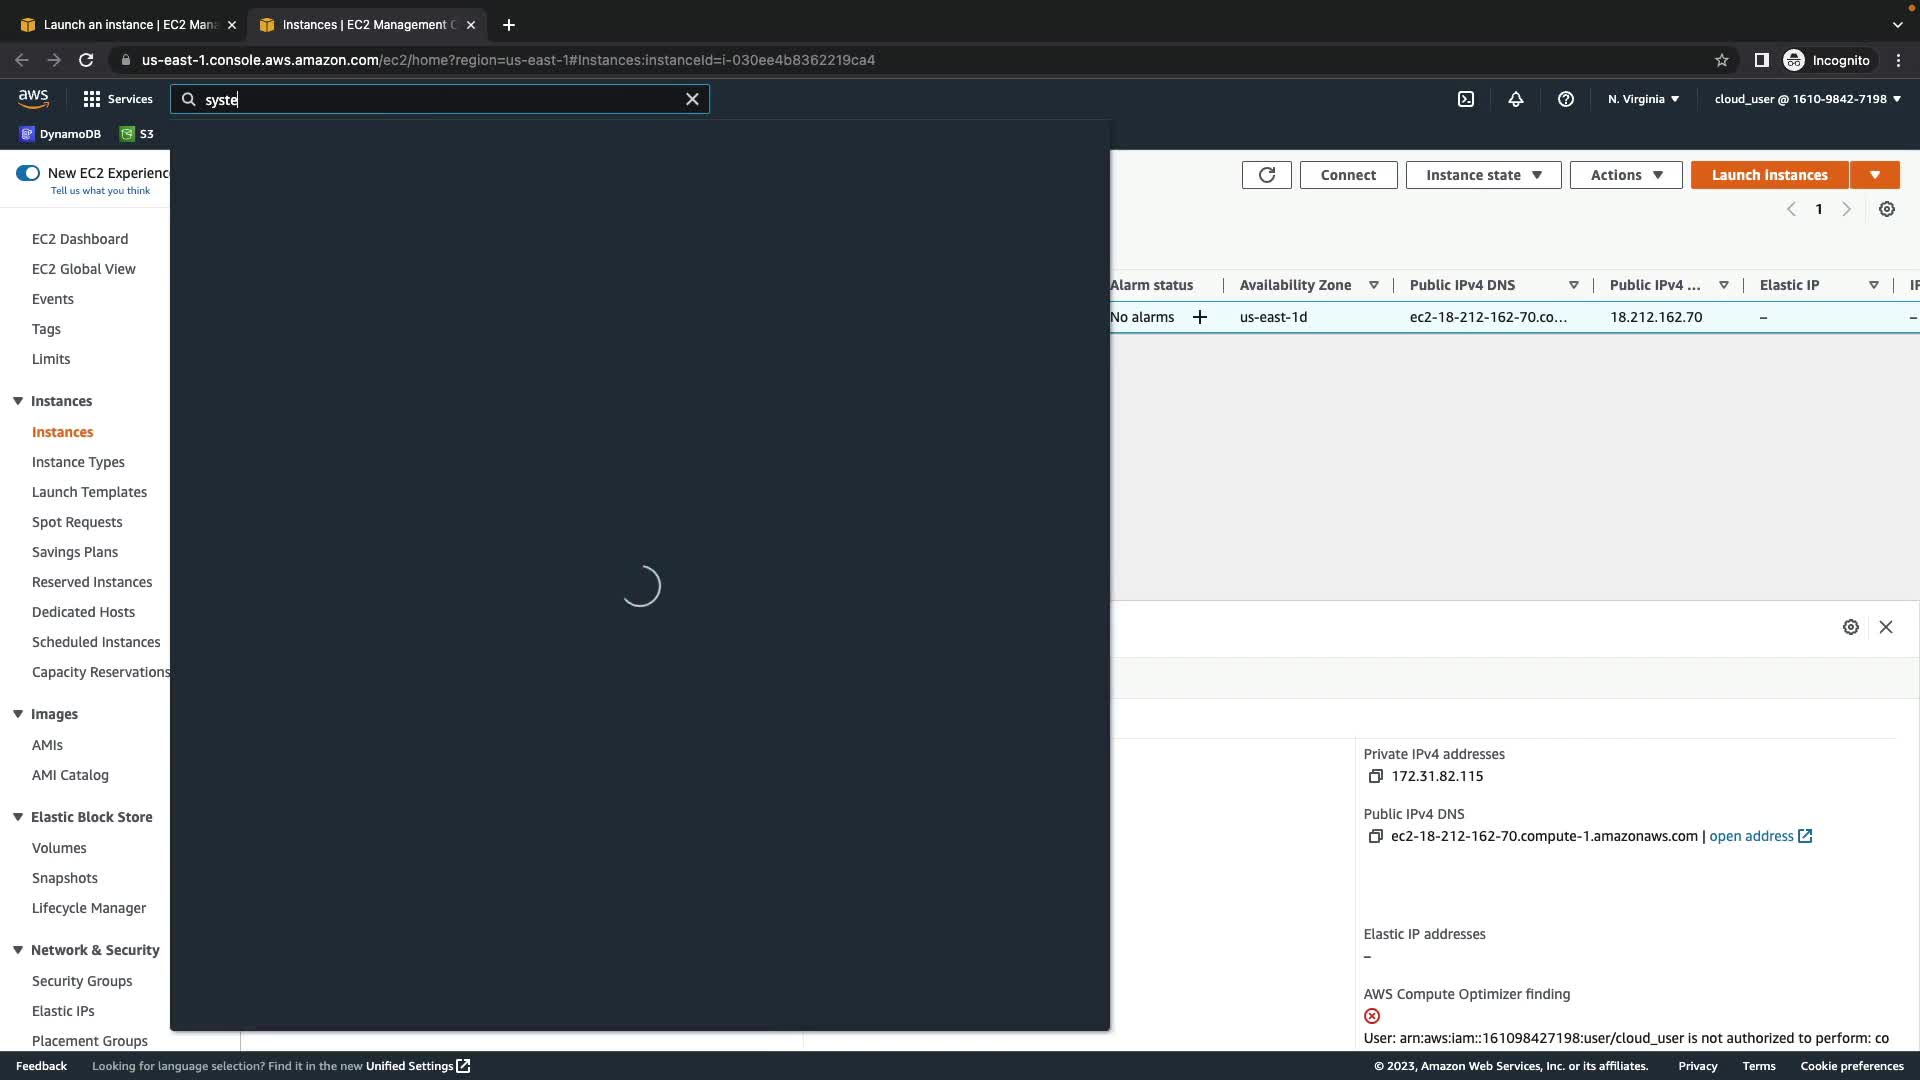 Launch an instance | EC2 Mana
Instances | EC2 Management C
us-east-1.console.aws.amazon.com/ec2/home?region=us-east-1#Instances:instanceId=i-030ee4b8362219ca4
Incognito
aws
Services
syste
N. Virginia
cloud_user @ 1610-9842-7198
DynamoDB
S3
New EC2 Experience
Tell us what you think
EC2 Dashboard
EC2 Global View
Events
Tags
Limits
Instances
Instances
Instance Types
Launch Templates
Spot Requests
Savings Plans
Reserved Instances
Dedicated Hosts
Scheduled Instances
Capacity Reservations
Images
AMIs
AMI Catalog
Elastic Block Store
Volumes
Snapshots
Lifecycle Manager
Network & Security
Security Groups
Elastic IPs
Placement Groups
Connect
Instance state
Actions
Launch instances
1
Alarm status
Availability Zone
Public IPv4 DNS
Public IPv4 ...
Elastic IP
IP
No alarms
us-east-1d
ec2-18-212-162-70.co...
18.212.162.70
–
–
Private IPv4 addresses
172.31.82.115
Public IPv4 DNS
ec2-18-212-162-70.compute-1.amazonaws.com | open address
Elastic IP addresses
–
AWS Compute Optimizer finding
User: arn:aws:iam::161098427198:user/cloud_user is not authorized to perform: co
Feedback
Looking for language selection? Find it in the new Unified Settings
© 2023, Amazon Web Services, Inc. or its affiliates.
Privacy
Terms
Cookie preferences